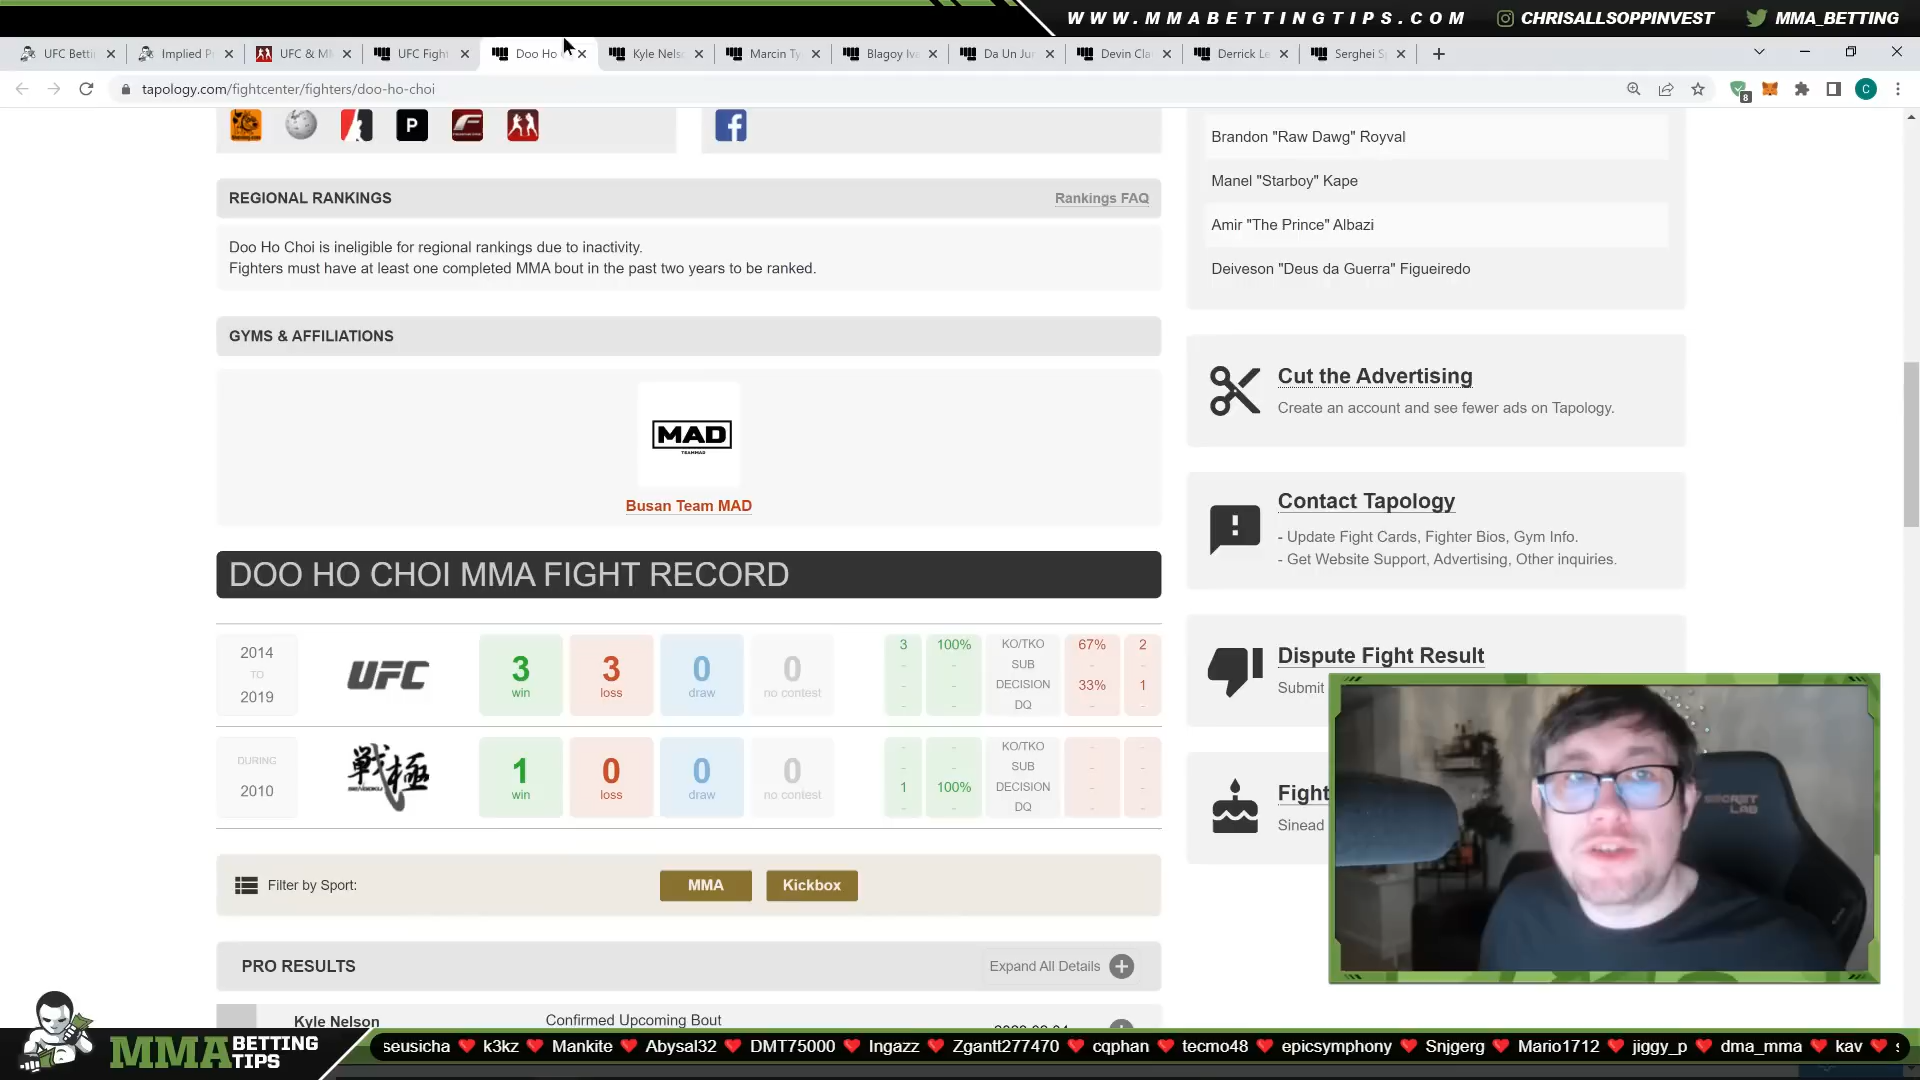 WWW.MMABETTINGTIPS.COM
CHRISALLSOPPINVEST
MMA_BETTING
UFC Betti
Implied P
UFC & M
UFC Fight
Doo Ho
Kyle Nels
Marcin Ty
Blagoy Iva
Da Un Jun
Devin Cla
Derrick Le
Serghei S
tapology.com/fightcenter/fighters/doo-ho-choi
8
C
P
Brandon "Raw Dawg" Royval
Manel "Starboy" Kape
Amir "The Prince" Albazi
Deiveson "Deus da Guerra" Figueiredo
REGIONAL RANKINGS
Rankings FAQ
Doo Ho Choi is ineligible for regional rankings due to inactivity.
Fighters must have at least one completed MMA bout in the past two years to be ranked.
GYMS & AFFILIATIONS
MAD
TEAMMAD
Busan Team MAD
Cut the Advertising
Create an account and see fewer ads on Tapology.
Contact Tapology
- Update Fight Cards, Fighter Bios, Gym Info.
- Get Website Support, Advertising, Other inquiries.
Dispute Fight Result
Submit
Fight
Sinead
DOO HO CHOI MMA FIGHT RECORD
2014 TO 2019
UFC
3 win
3 loss
0 draw
0 no contest
3 100% KO/TKO 67% 2
- - SUB - -
- - DECISION 33% 1
- - DQ - -
DURING 2010
戦極
1 win
0 loss
0 draw
0 no contest
- - KO/TKO - -
- - SUB - -
1 100% DECISION - -
- - DQ - -
Filter by Sport:
MMA
Kickbox
PRO RESULTS
Expand All Details
Kyle Nelson
Confirmed Upcoming Bout
SECRET LAB
MMA BETTING TIPS
seusicha k3kz Mankite Abysal32 DMT75000 Ingazz Zgantt277470 cqphan tecmo48 epicsymphony Snjgerg Mario1712 jiggy_p dma_mma kav